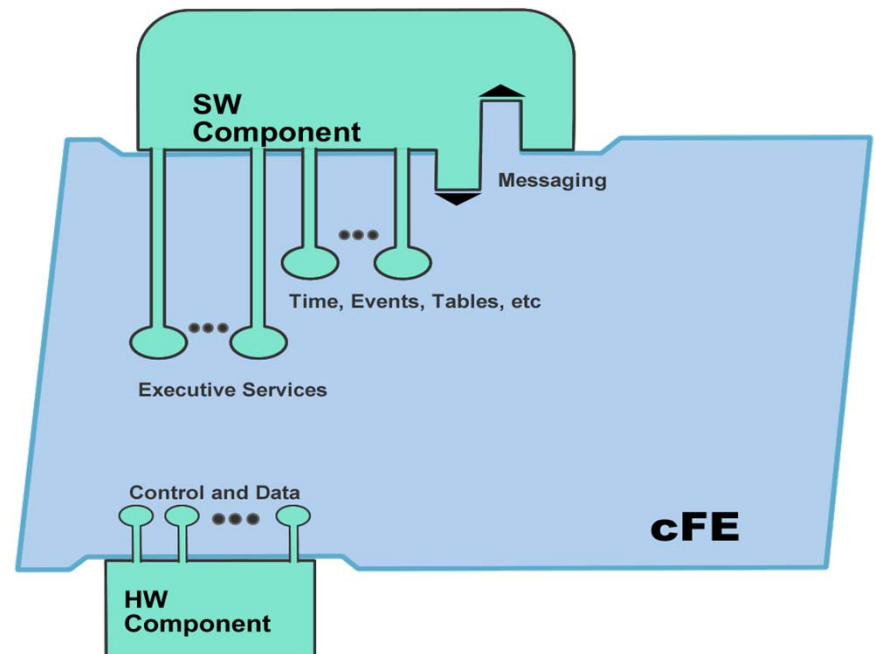 SW
Component
Messaging
Time, Events, Tables, etc
Executive Services
Control and Data
cFE
HW
Component